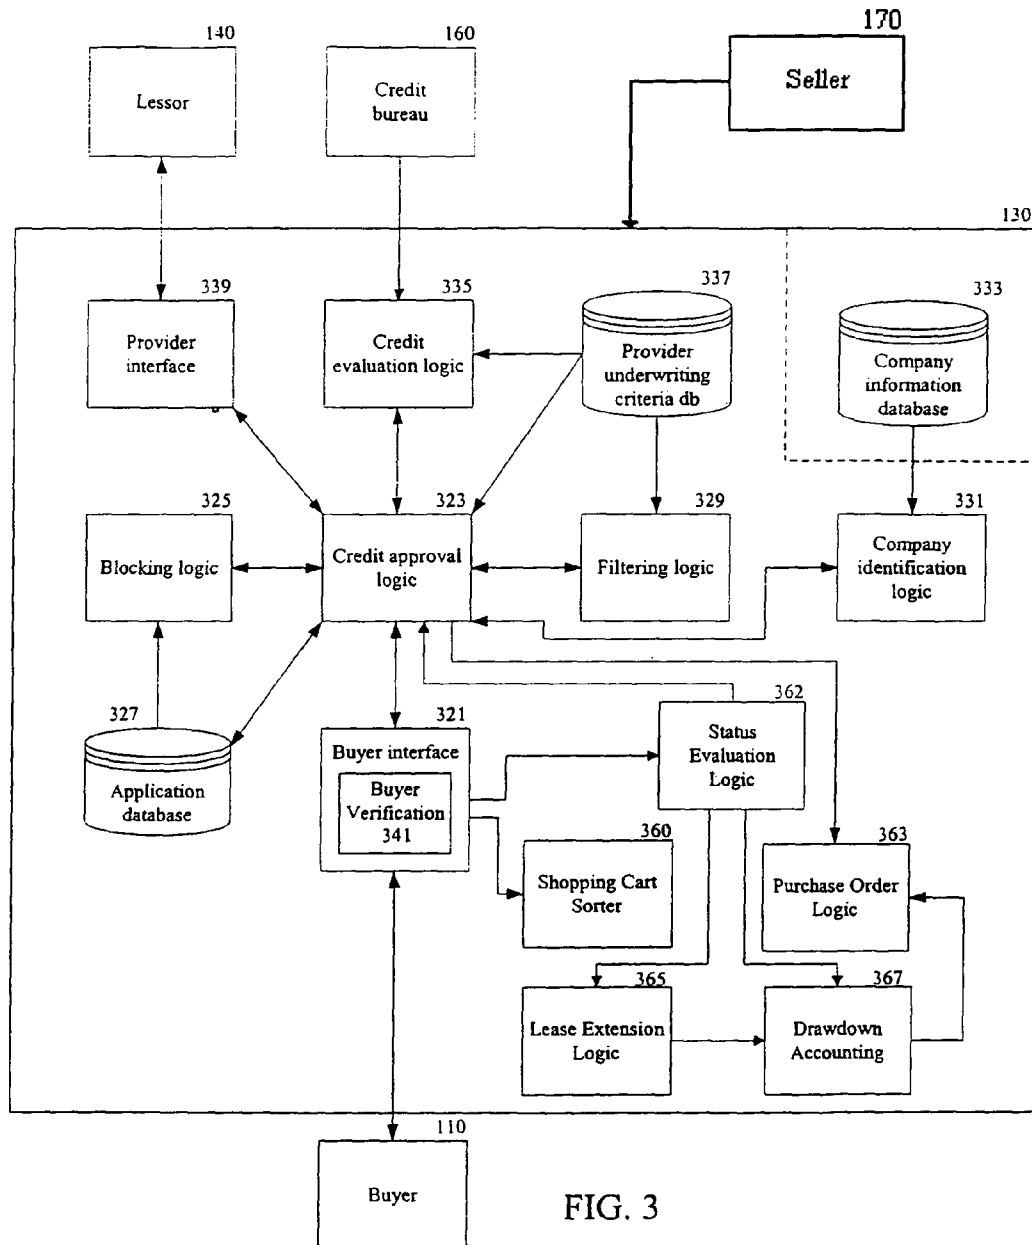 140
Lessor
160
Credit
bureau
170
Seller
130
339
Provider
interface
335
Credit
evaluation logic
337
Provider
underwriting
criteria db
333
Company
information
database
325
Blocking logic
323
Credit approval
logic
329
Filtering logic
331
Company
identification
logic
327
Application
database
321
Buyer interface
Buyer
Verification
341
362
Status
Evaluation
Logic
360
Shopping Cart
Sorter
363
Purchase Order
Logic
365
Lease Extension
Logic
367
Drawdown
Accounting
110
Buyer
FIG. 3